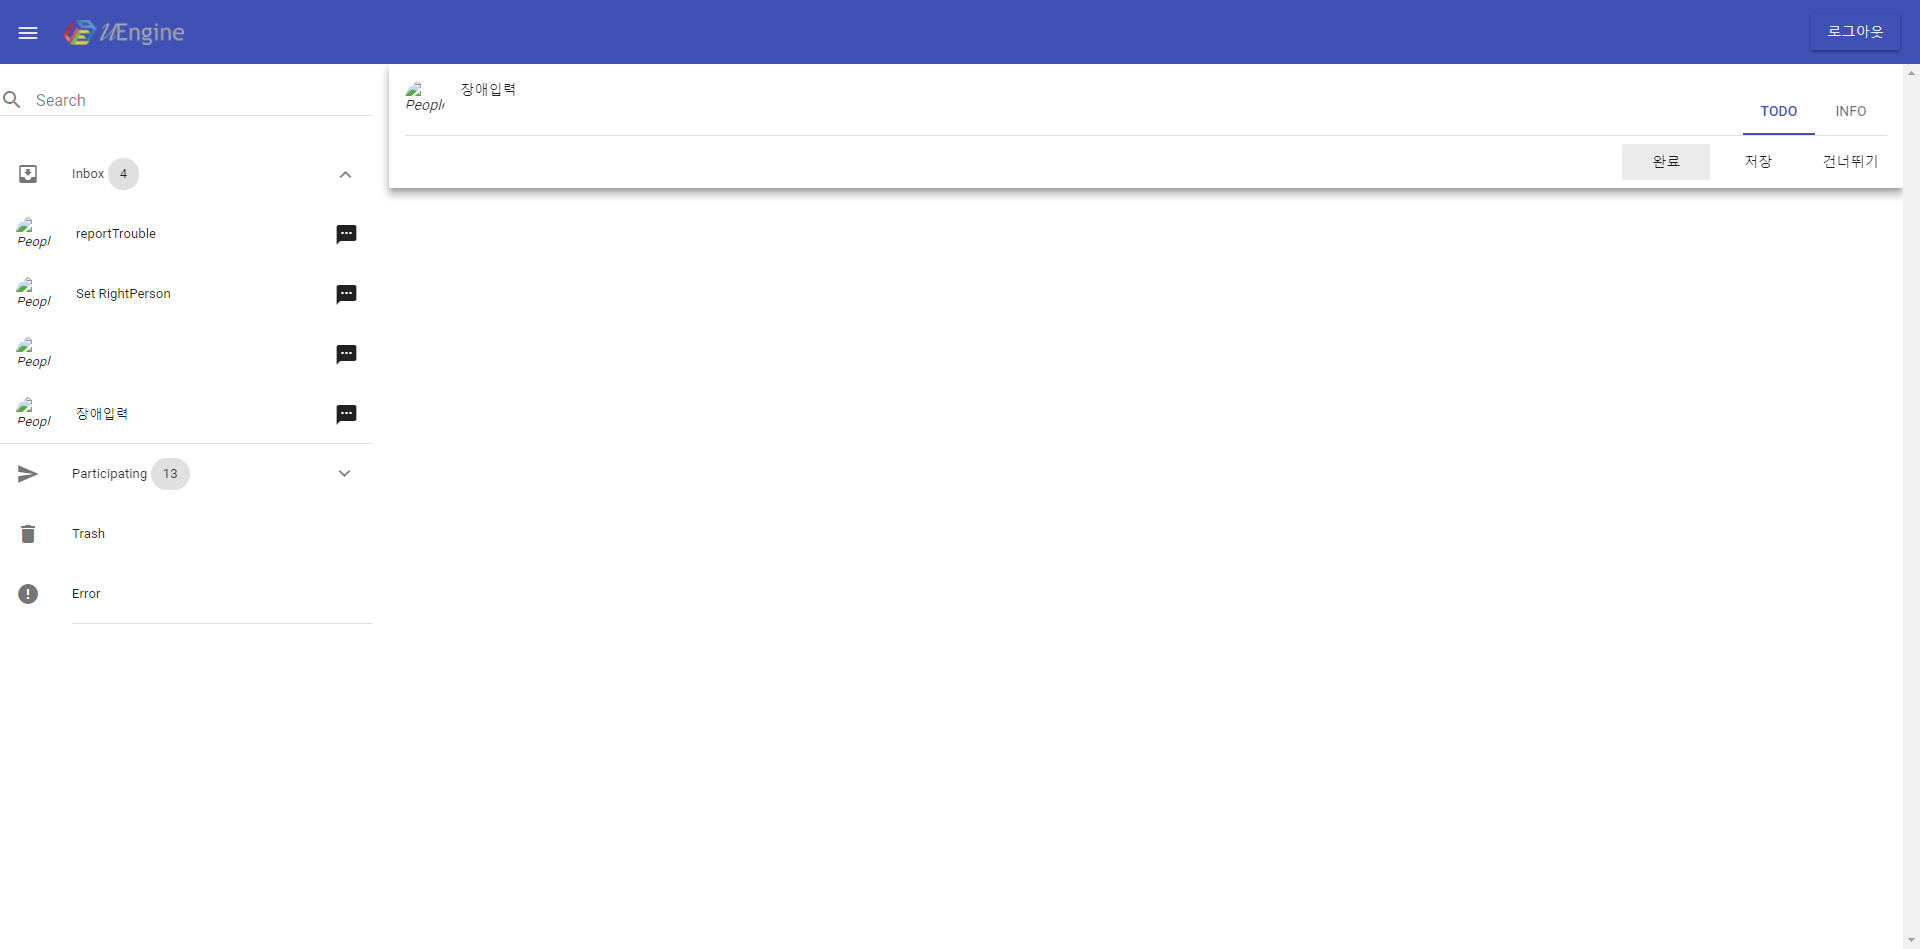 uEngine
로그아웃
Search
Inbox 4
Peopl
reportTrouble
Peopl
Set RightPerson
Peopl
Peopl
장애입력
Participating 13
Trash
Error
Peopl
장애입력
TODO INFO
완료 저장 건너뛰기